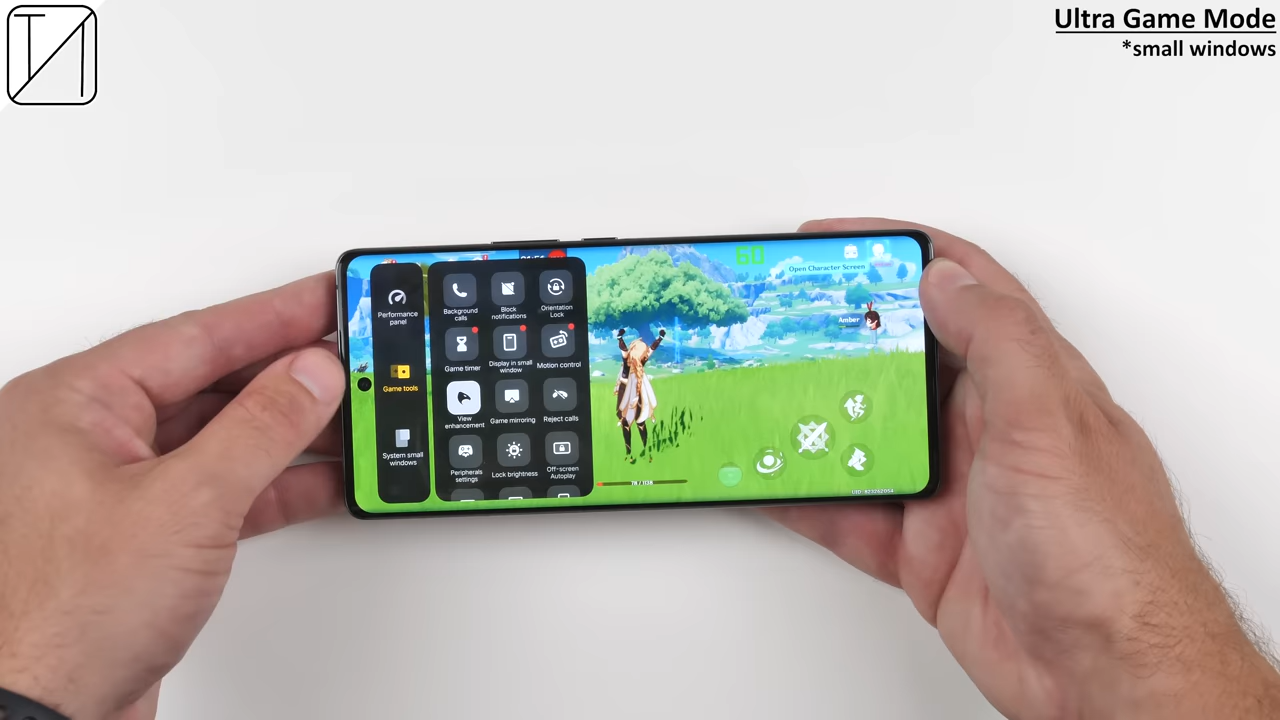 Ultra Game Mode
*small windows
60
Open Character Screen
Amber
Performance
panel
Game tools
System small
windows
Background
calls
Block
notifications
Orientation
Lock
Game timer
Display in small
window
Motion control
View
enhancement
Game mirroring
Reject calls
Peripherals
settings
Lock brightness
Off-screen
Autoplay